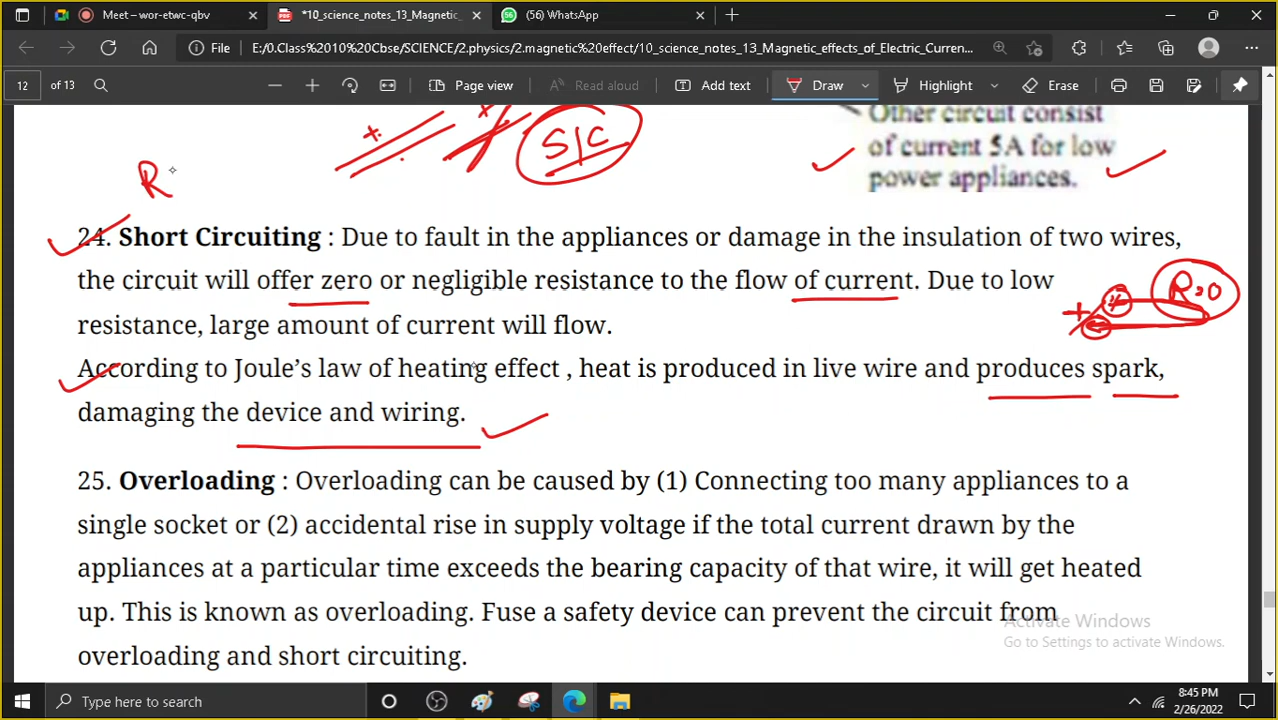 Meet – wor-etwc-qbv
*10_science_notes_13_Magnetic_
(56) WhatsApp
File
E:/0.Class%2010%20Cbse/SCIENCE/2.physics/2.magnetic%20effect/10_science_notes_13_Magnetic_effects_of_Electric_Curren...
12 of 13
Page view
Read aloud
Add text
Draw
Highlight
Erase
+
+
S/C
Other circuit consist
of current 5A for low
power appliances.
R
24. Short Circuiting : Due to fault in the appliances or damage in the insulation of two wires,
the circuit will offer zero or negligible resistance to the flow of current. Due to low
R=0
+
resistance, large amount of current will flow.
According to Joule’s law of heating effect , heat is produced in live wire and produces spark,
damaging the device and wiring.
25. Overloading : Overloading can be caused by (1) Connecting too many appliances to a
single socket or (2) accidental rise in supply voltage if the total current drawn by the
appliances at a particular time exceeds the bearing capacity of that wire, it will get heated
up. This is known as overloading. Fuse a safety device can prevent the circuit from
overloading and short circuiting.
Activate Windows
Go to Settings to activate Windows.
Type here to search
8:45 PM
2/26/2022